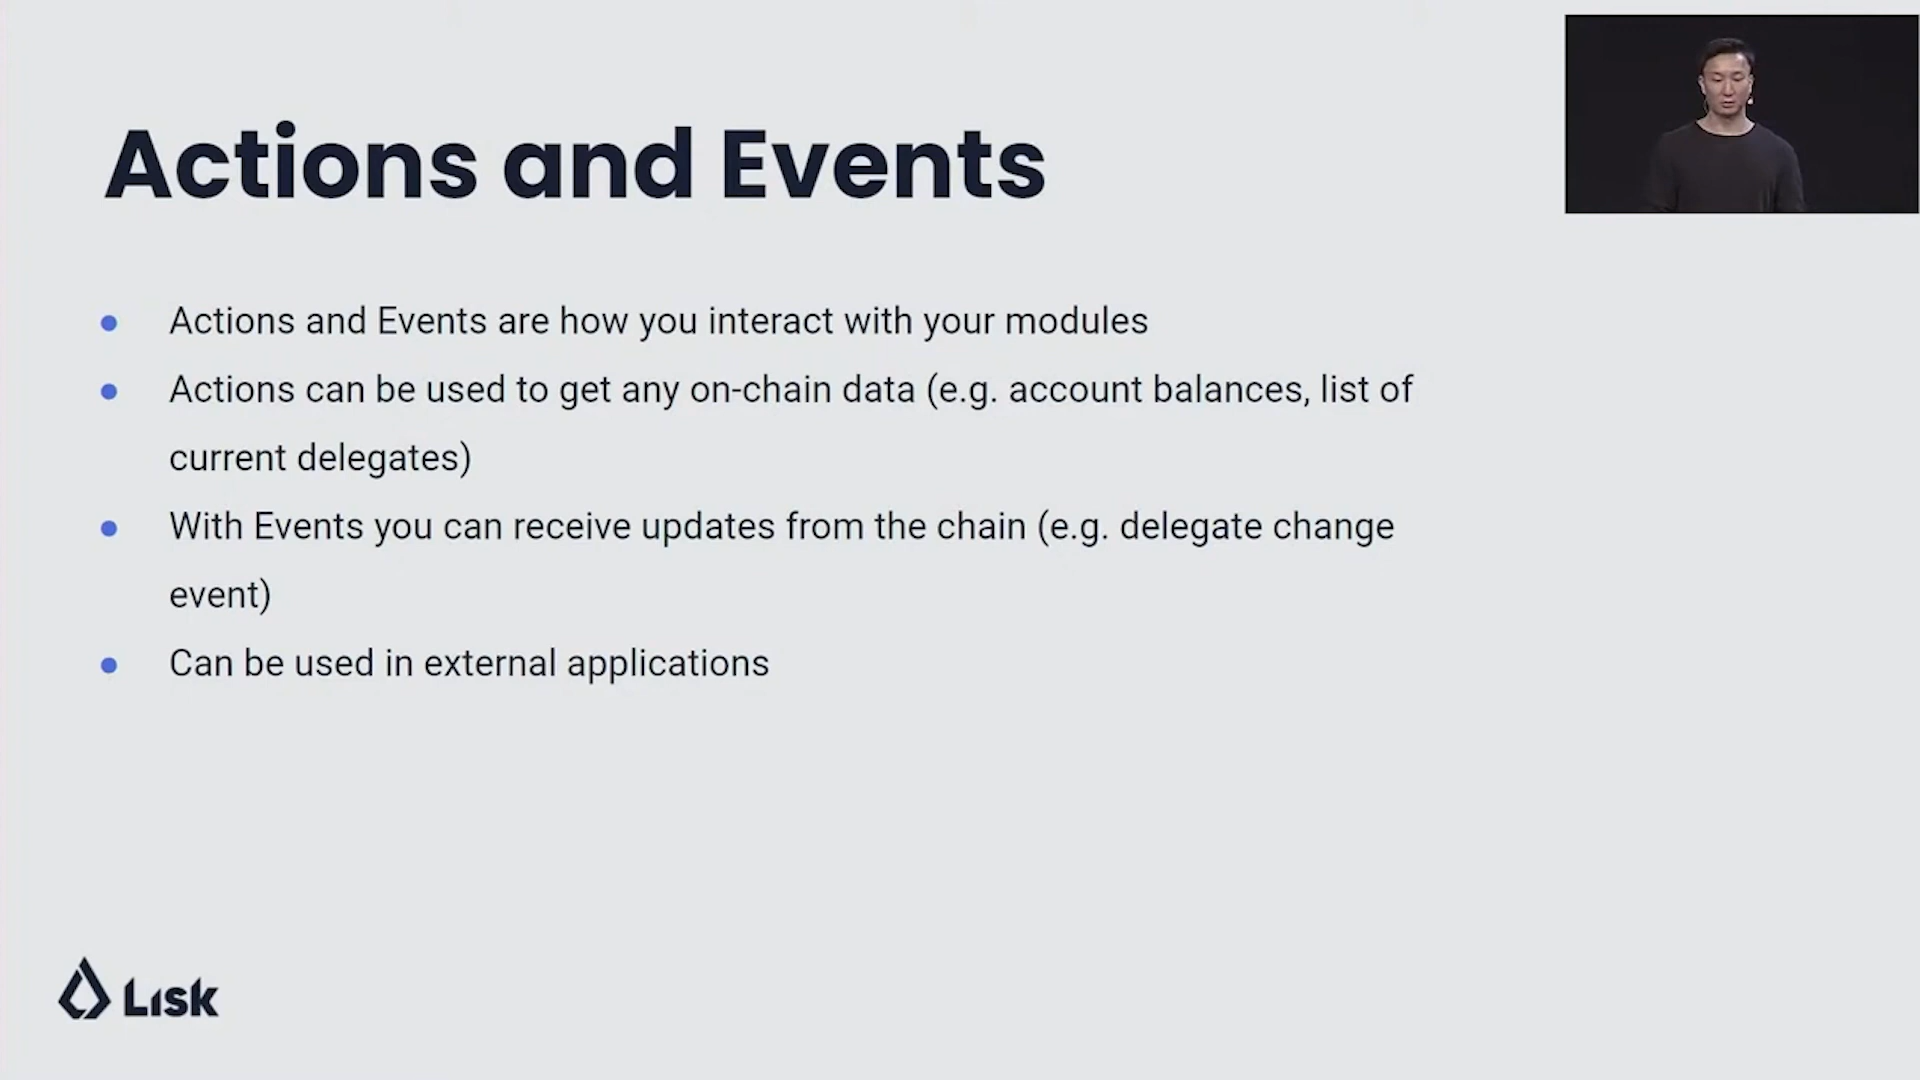 Actions and Events
Actions and Events are how you interact with your modules
Actions can be used to get any on-chain data (e.g. account balances, list of
current delegates)
With Events you can receive updates from the chain (e.g. delegate change
event)
Can be used in external applications
Lisk